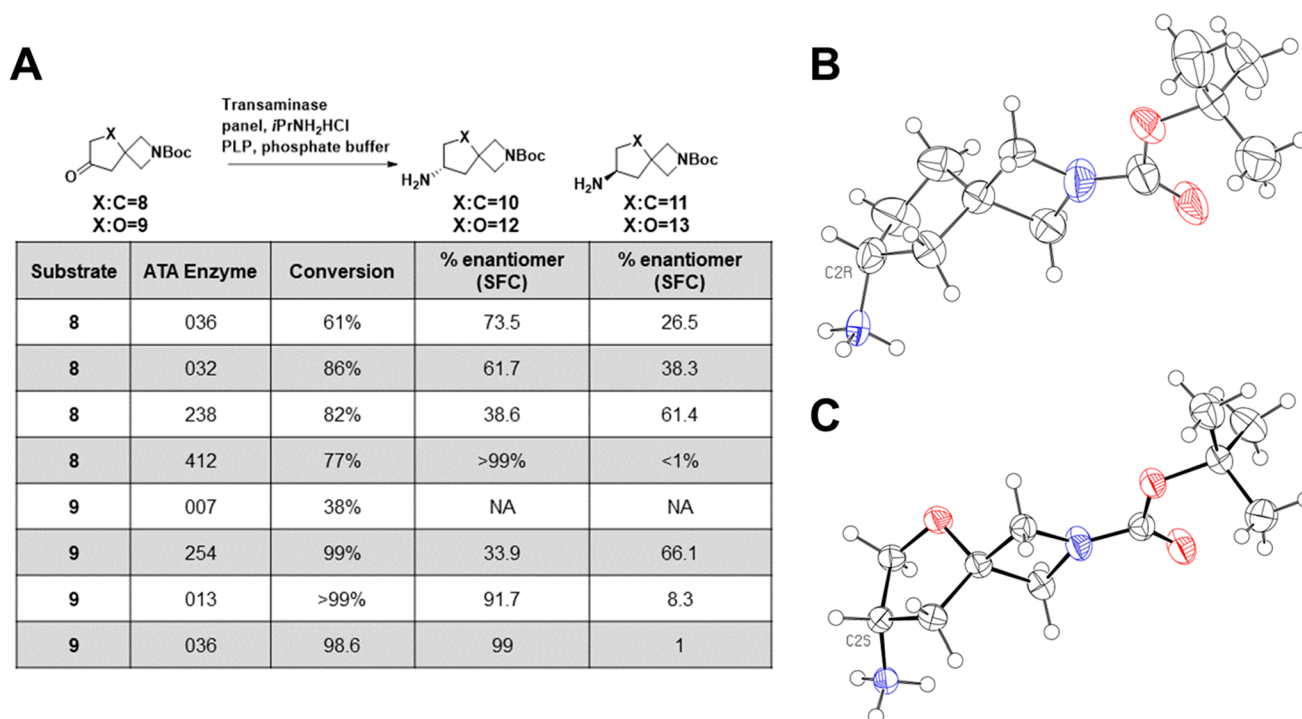 A
Transaminase
panel, iPrNH₂HCl
PLP, phosphate buffer
X
O
NBoc
X:C=8
X:O=9
X
H₂N
NBoc
X:C=10
X:O=12
X
H₂N
NBoc
X:C=11
X:O=13
Substrate ATA Enzyme Conversion % enantiomer (SFC) % enantiomer (SFC)
8 036 61% 73.5 26.5
8 032 86% 61.7 38.3
8 238 82% 38.6 61.4
8 412 77% >99% <1%
9 007 38% NA NA
9 254 99% 33.9 66.1
9 013 >99% 91.7 8.3
9 036 98.6 99 1
B
C2R
C
C2S